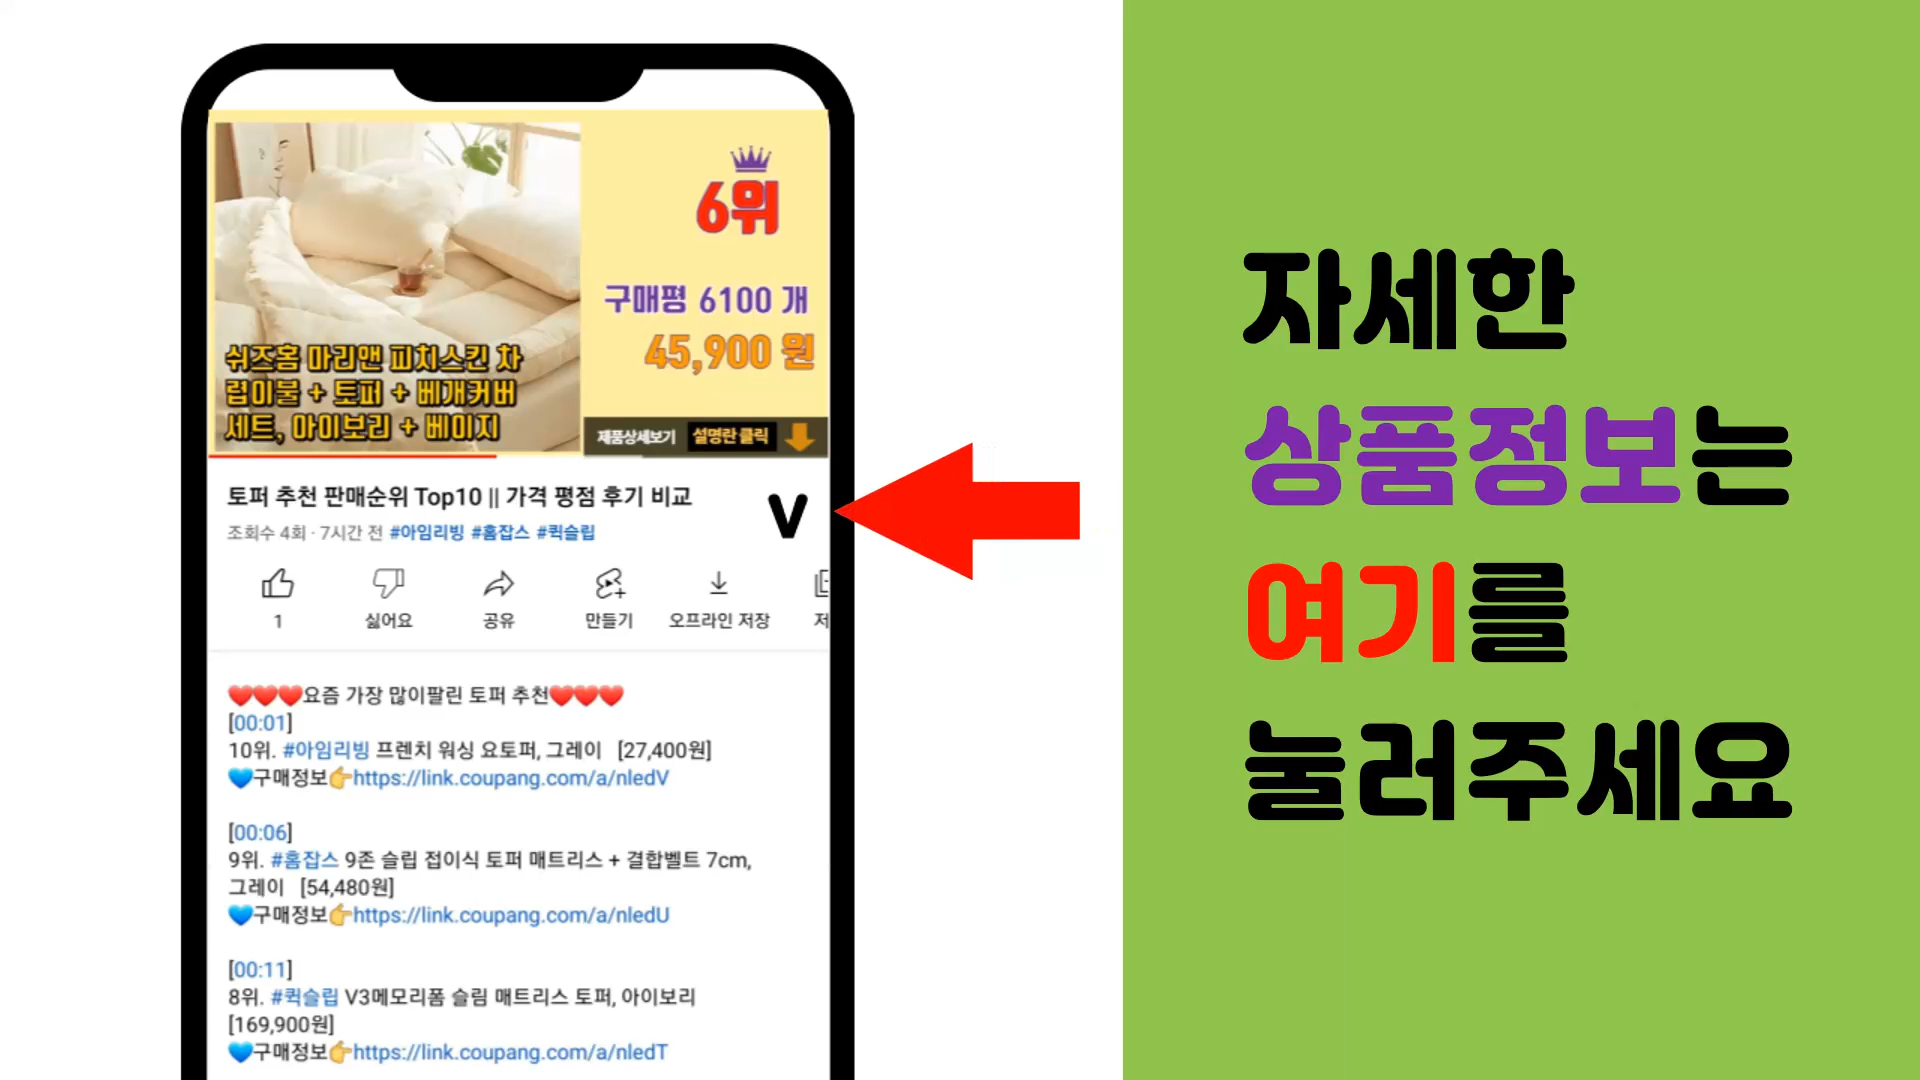 6위
구매평 6100 개
45,900 원
쉬즈홈 마리앤 피치스킨 차
렵이불 + 토퍼 + 베개커버
세트, 아이보리 + 베이지
제품상세보기 설명란 클릭
토퍼 추천 판매순위 Top10 || 가격 평점 후기 비교
V
조회수 4회 · 7시간 전 #아임리빙 #홈잡스 #퀵슬립
1 싫어요 공유 만들기 오프라인 저장 저
❤️❤️❤️요즘 가장 많이팔린 토퍼 추천❤️❤️❤️
[00:01]
10위. #아임리빙 프렌치 워싱 요토퍼, 그레이 [27,400원]
💙구매정보👉https://link.coupang.com/a/nledV
[00:06]
9위. #홈잡스 9존 슬립 접이식 토퍼 매트리스 + 결합벨트 7cm,
그레이 [54,480원]
💙구매정보👉https://link.coupang.com/a/nledU
[00:11]
8위. #퀵슬립 V3메모리폼 슬림 매트리스 토퍼, 아이보리
[169,900원]
💙구매정보👉https://link.coupang.com/a/nledT
자세한
상품정보는
여기를
눌러주세요